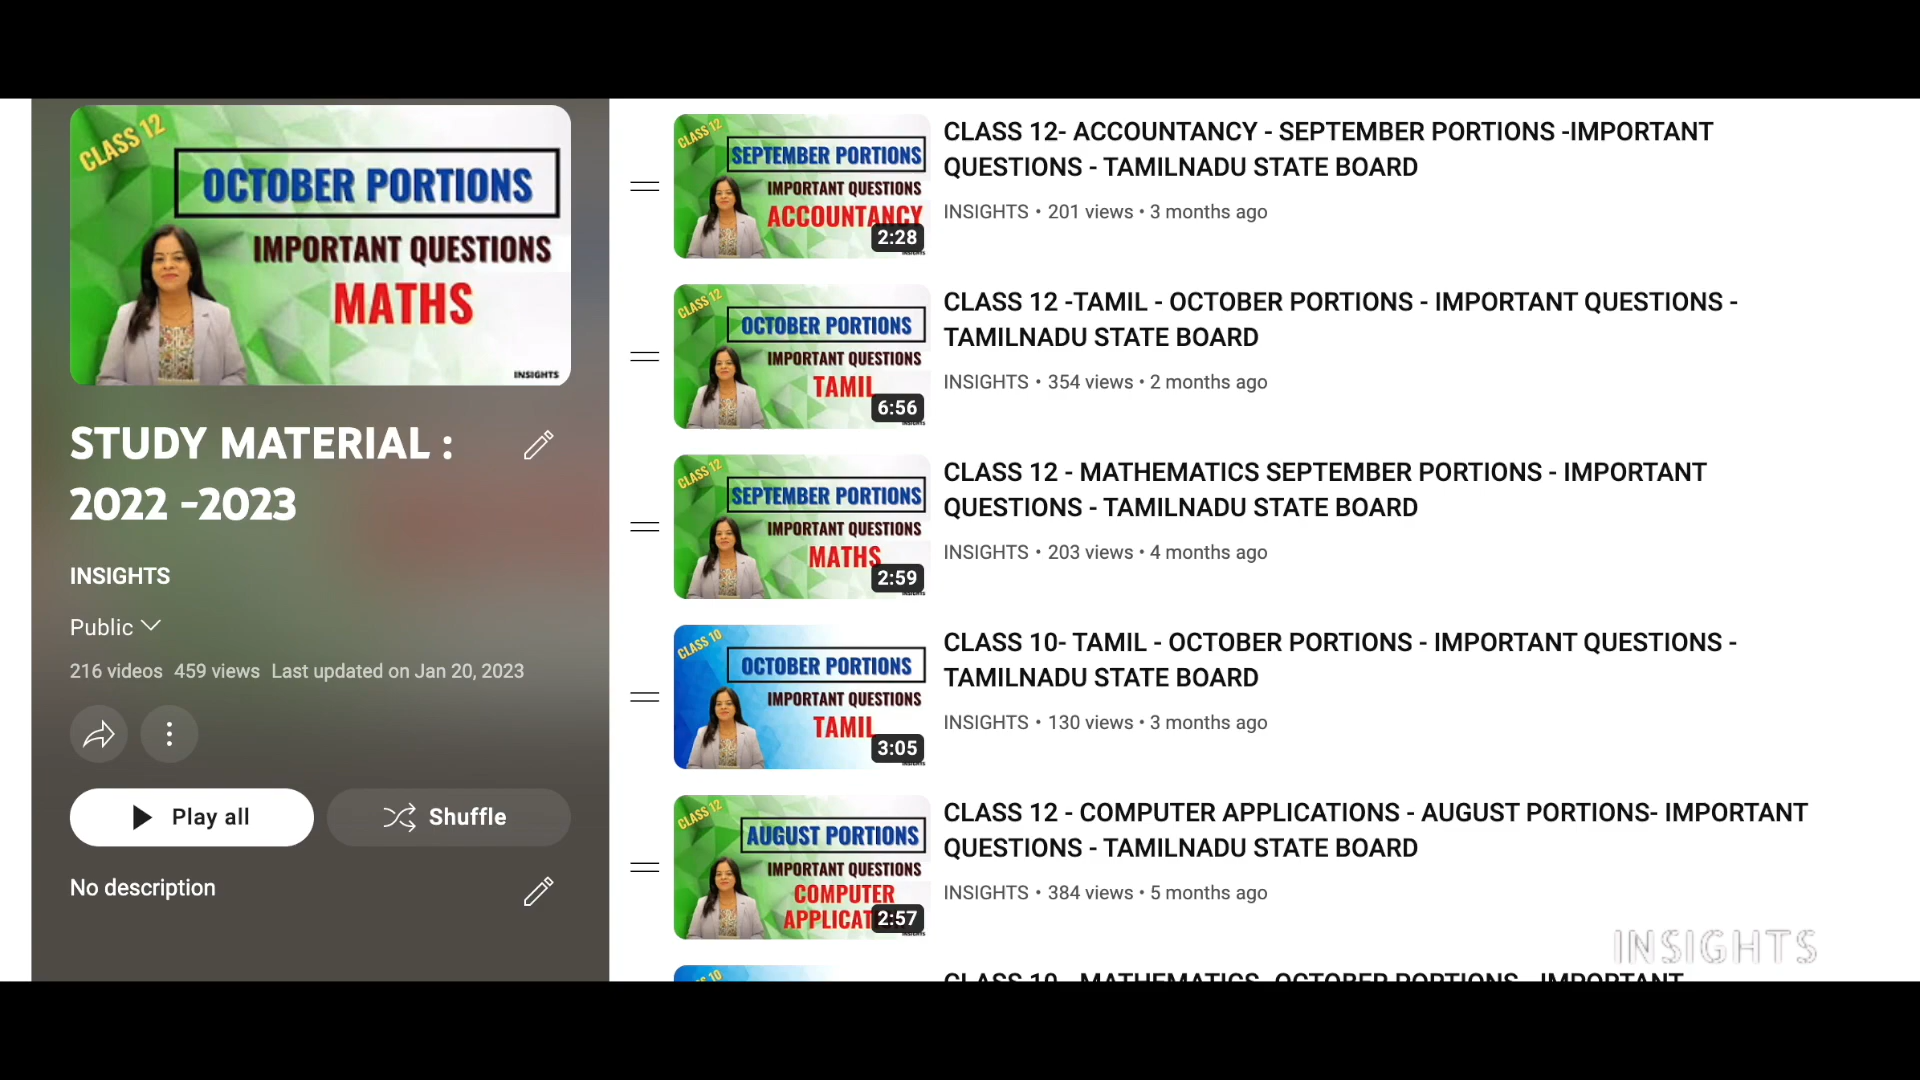 CLASS 12
OCTOBER PORTIONS
IMPORTANT QUESTIONS
MATHS
INSIGHTS
STUDY MATERIAL :
2022 -2023
INSIGHTS
Public
216 videos 459 views Last updated on Jan 20, 2023
Play all
Shuffle
No description
CLASS 12
SEPTEMBER PORTIONS
IMPORTANT QUESTIONS
ACCOUNTANCY
2:28
CLASS 12- ACCOUNTANCY - SEPTEMBER PORTIONS -IMPORTANT
QUESTIONS - TAMILNADU STATE BOARD
INSIGHTS • 201 views • 3 months ago
CLASS 12
OCTOBER PORTIONS
IMPORTANT QUESTIONS
TAMIL
6:56
CLASS 12 -TAMIL - OCTOBER PORTIONS - IMPORTANT QUESTIONS -
TAMILNADU STATE BOARD
INSIGHTS • 354 views • 2 months ago
CLASS 12
SEPTEMBER PORTIONS
IMPORTANT QUESTIONS
MATHS
2:59
CLASS 12 - MATHEMATICS SEPTEMBER PORTIONS - IMPORTANT
QUESTIONS - TAMILNADU STATE BOARD
INSIGHTS • 203 views • 4 months ago
CLASS 10
OCTOBER PORTIONS
IMPORTANT QUESTIONS
TAMIL
3:05
CLASS 10- TAMIL - OCTOBER PORTIONS - IMPORTANT QUESTIONS -
TAMILNADU STATE BOARD
INSIGHTS • 130 views • 3 months ago
CLASS 12
AUGUST PORTIONS
IMPORTANT QUESTIONS
COMPUTER
APPLICAT
2:57
CLASS 12 - COMPUTER APPLICATIONS - AUGUST PORTIONS- IMPORTANT
QUESTIONS - TAMILNADU STATE BOARD
INSIGHTS • 384 views • 5 months ago
INSIGHTS
10
CLASS 10 - MATHEMATICS- OCTOBER PORTIONS - IMPORTANT